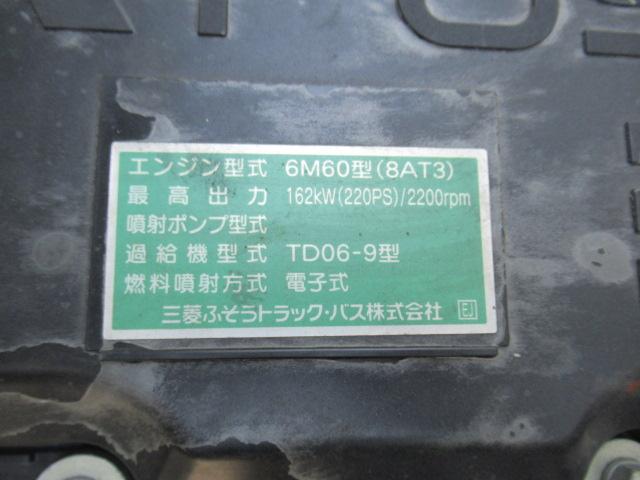 エンジン型式 6M60型(8AT3)
最高出力 162kW(220PS)/2200rpm
噴射ポンプ型式
過給機型式 TD06-9型
燃料噴射方式 電子式
三菱ふそうトラック・バス株式会社 EJ